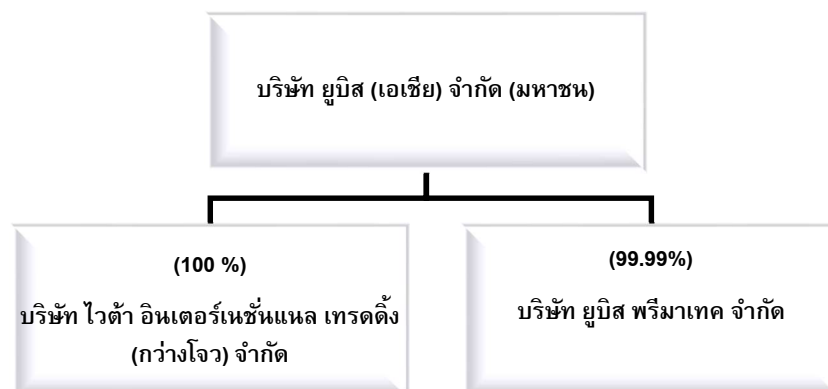 บริษัท ยูบิส (เอเชีย) จำกัด (มหาชน)
(100 %)
บริษัท ไวต้า อินเตอร์เนชั่นแนล เทรดดิ้ง
(กว่างโจว) จำกัด
(99.99%)
บริษัท ยูบิส พรีมาเทค จำกัด